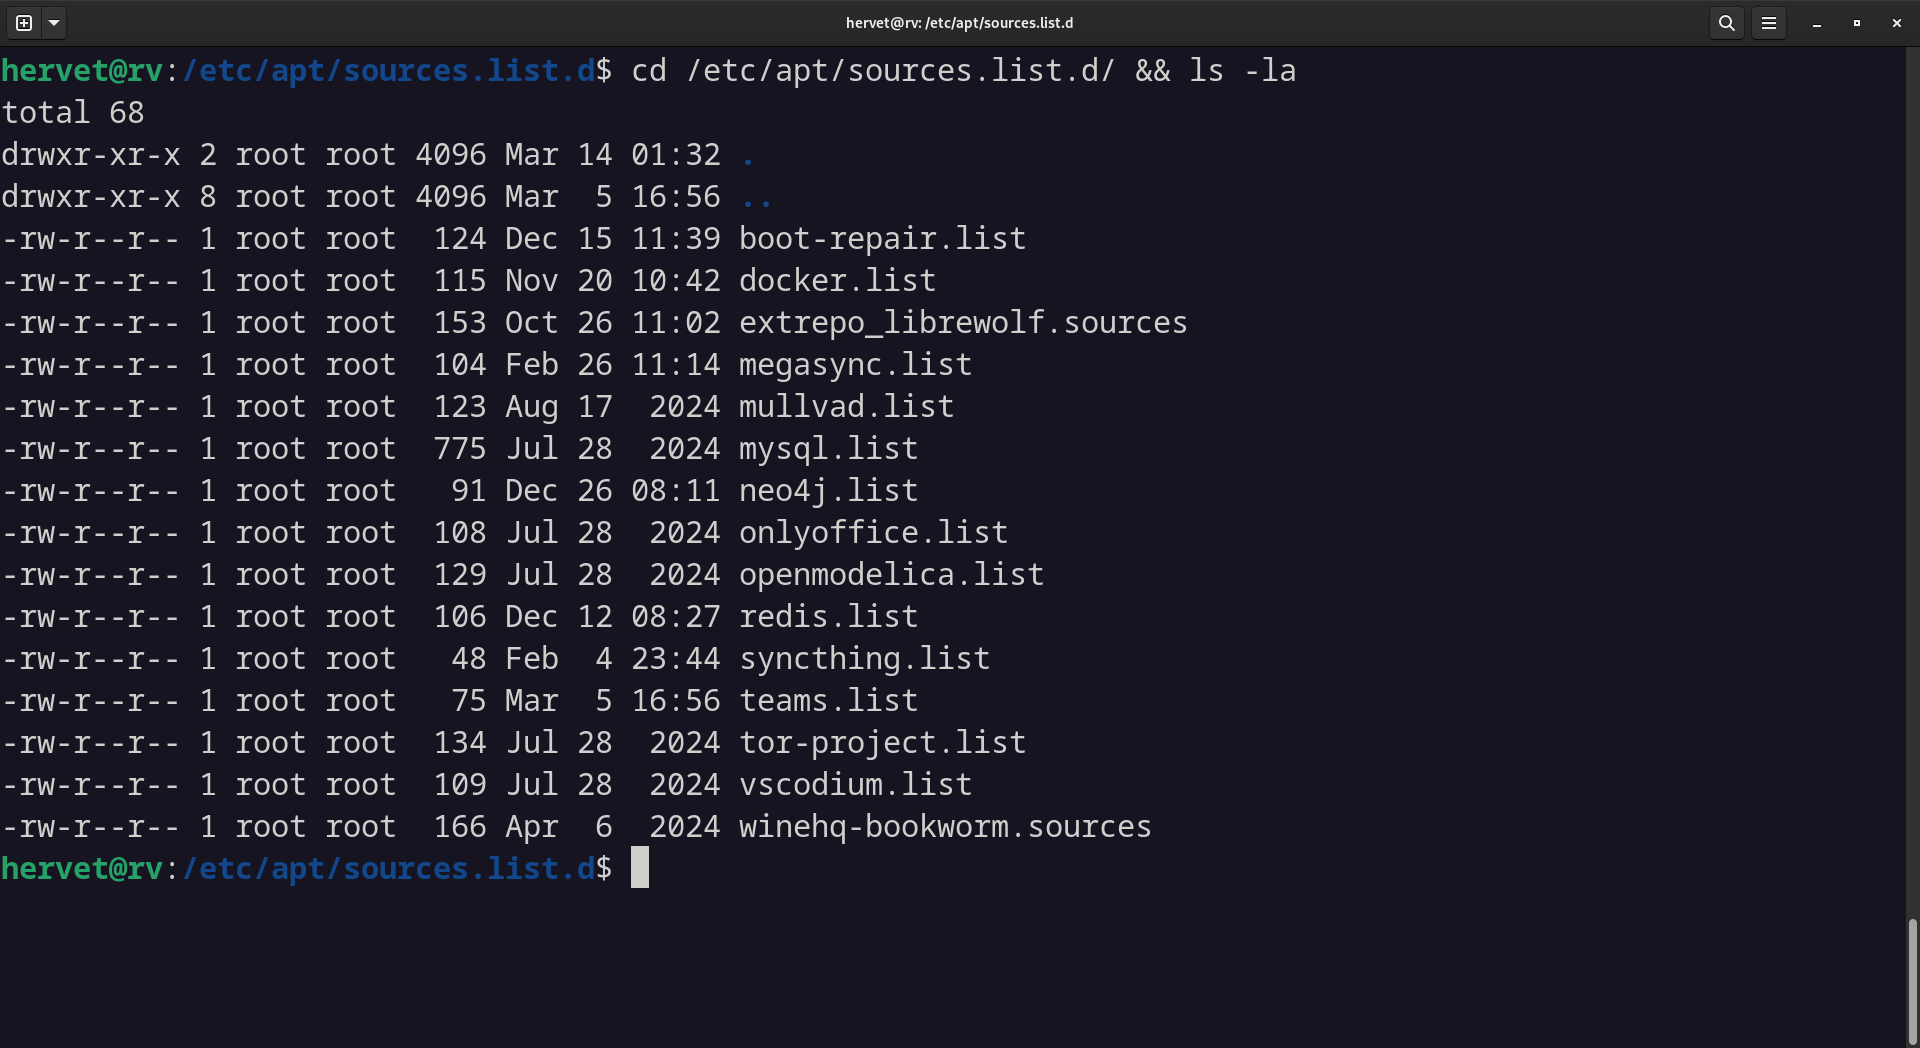 hervet@rv: /etc/apt/sources.list.d
hervet@rv:/etc/apt/sources.list.d$ cd /etc/apt/sources.list.d/ && ls -la
total 68
drwxr-xr-x 2 root root 4096 Mar 14 01:32 .
drwxr-xr-x 8 root root 4096 Mar  5 16:56 ..
-rw-r--r-- 1 root root  124 Dec 15 11:39 boot-repair.list
-rw-r--r-- 1 root root  115 Nov 20 10:42 docker.list
-rw-r--r-- 1 root root  153 Oct 26 11:02 extrepo_librewolf.sources
-rw-r--r-- 1 root root  104 Feb 26 11:14 megasync.list
-rw-r--r-- 1 root root  123 Aug 17  2024 mullvad.list
-rw-r--r-- 1 root root  775 Jul 28  2024 mysql.list
-rw-r--r-- 1 root root   91 Dec 26 08:11 neo4j.list
-rw-r--r-- 1 root root  108 Jul 28  2024 onlyoffice.list
-rw-r--r-- 1 root root  129 Jul 28  2024 openmodelica.list
-rw-r--r-- 1 root root  106 Dec 12 08:27 redis.list
-rw-r--r-- 1 root root   48 Feb  4 23:44 syncthing.list
-rw-r--r-- 1 root root   75 Mar  5 16:56 teams.list
-rw-r--r-- 1 root root  134 Jul 28  2024 tor-project.list
-rw-r--r-- 1 root root  109 Jul 28  2024 vscodium.list
-rw-r--r-- 1 root root  166 Apr  6  2024 winehq-bookworm.sources
hervet@rv:/etc/apt/sources.list.d$